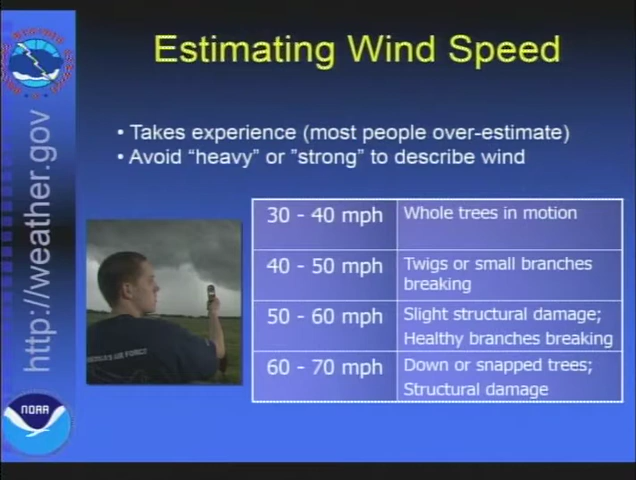 Estimating Wind Speed
• Takes experience (most people over-estimate)
• Avoid “heavy” or ”strong” to describe wind
30 - 40 mph
Whole trees in motion
40 - 50 mph
Twigs or small branches
breaking
50 - 60 mph
Slight structural damage;
Healthy branches breaking
60 - 70 mph
Down or snapped trees;
Structural damage
http://weather.gov
NOAA
AIR FORCE